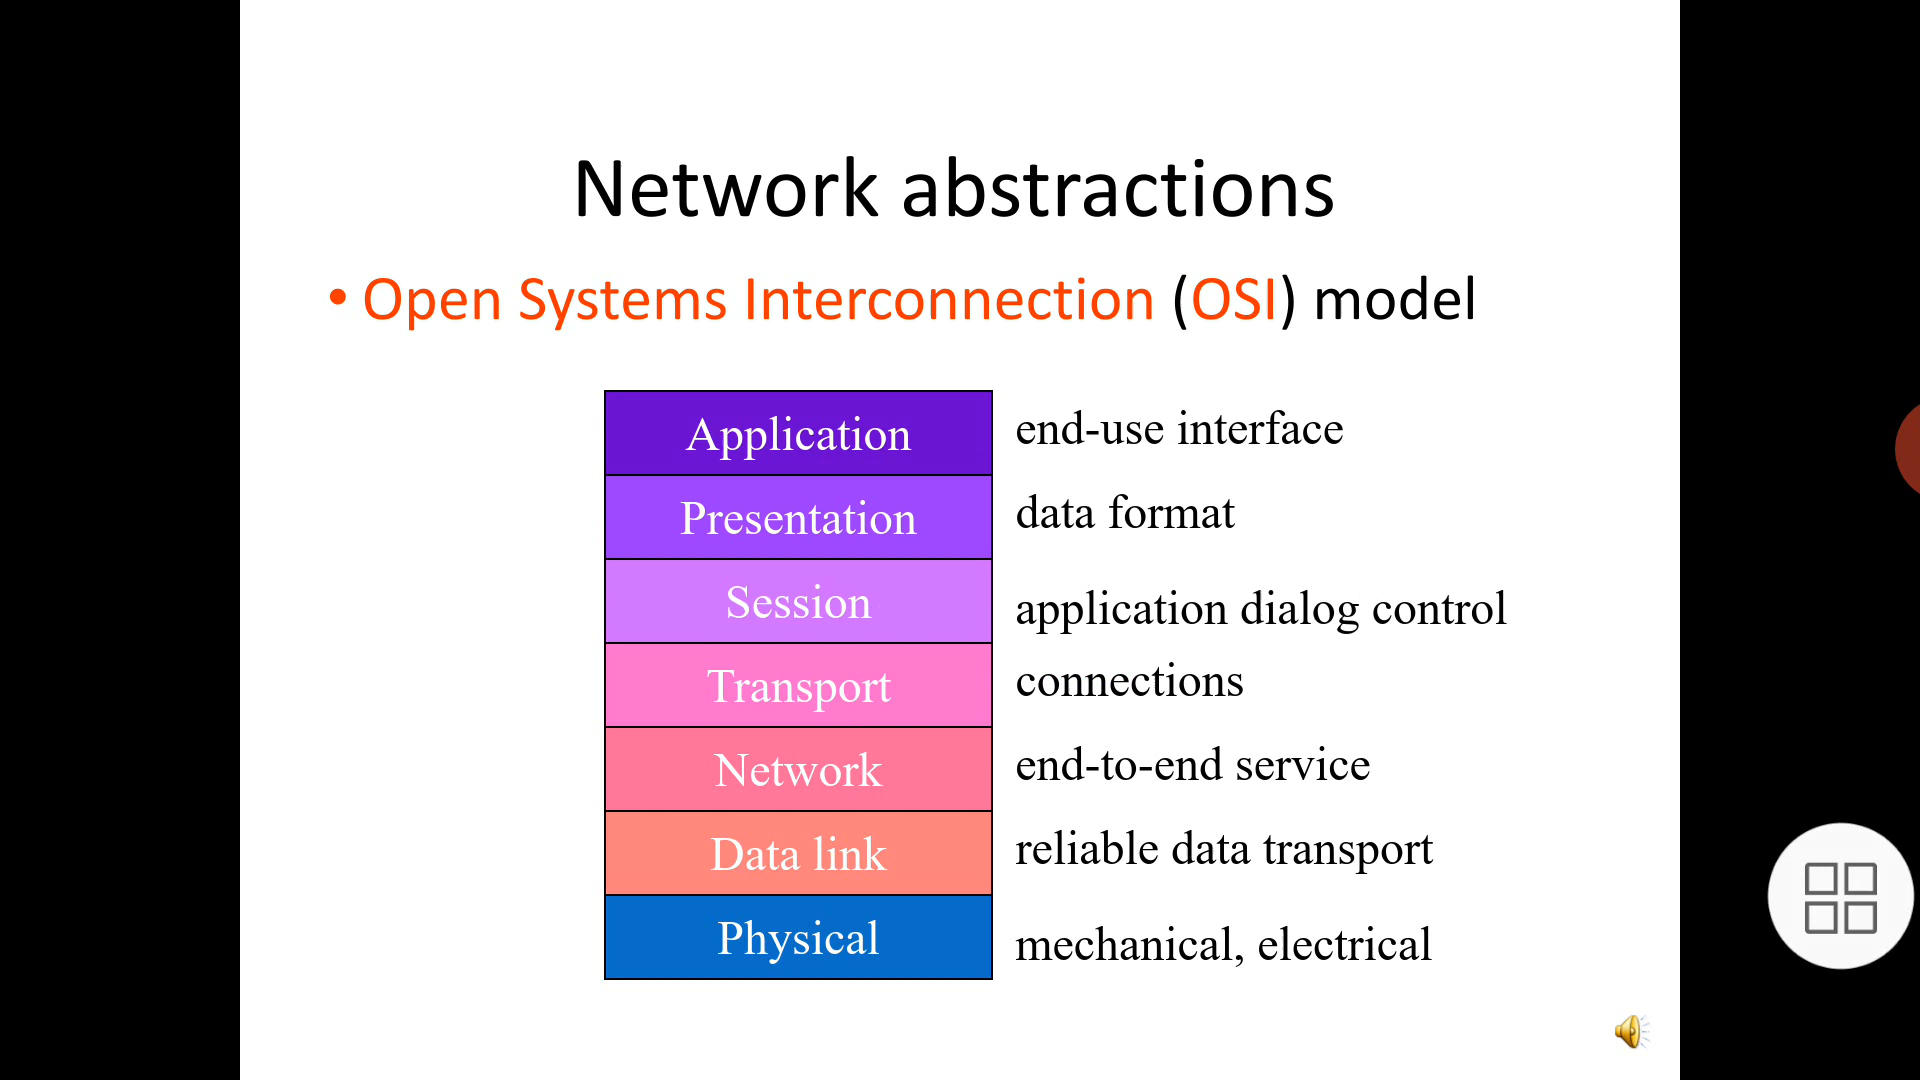 Network abstractions
• Open Systems Interconnection (OSI) model
Application end-use interface
Presentation data format
Session application dialog control
Transport connections
Network end-to-end service
Data link reliable data transport
Physical mechanical, electrical